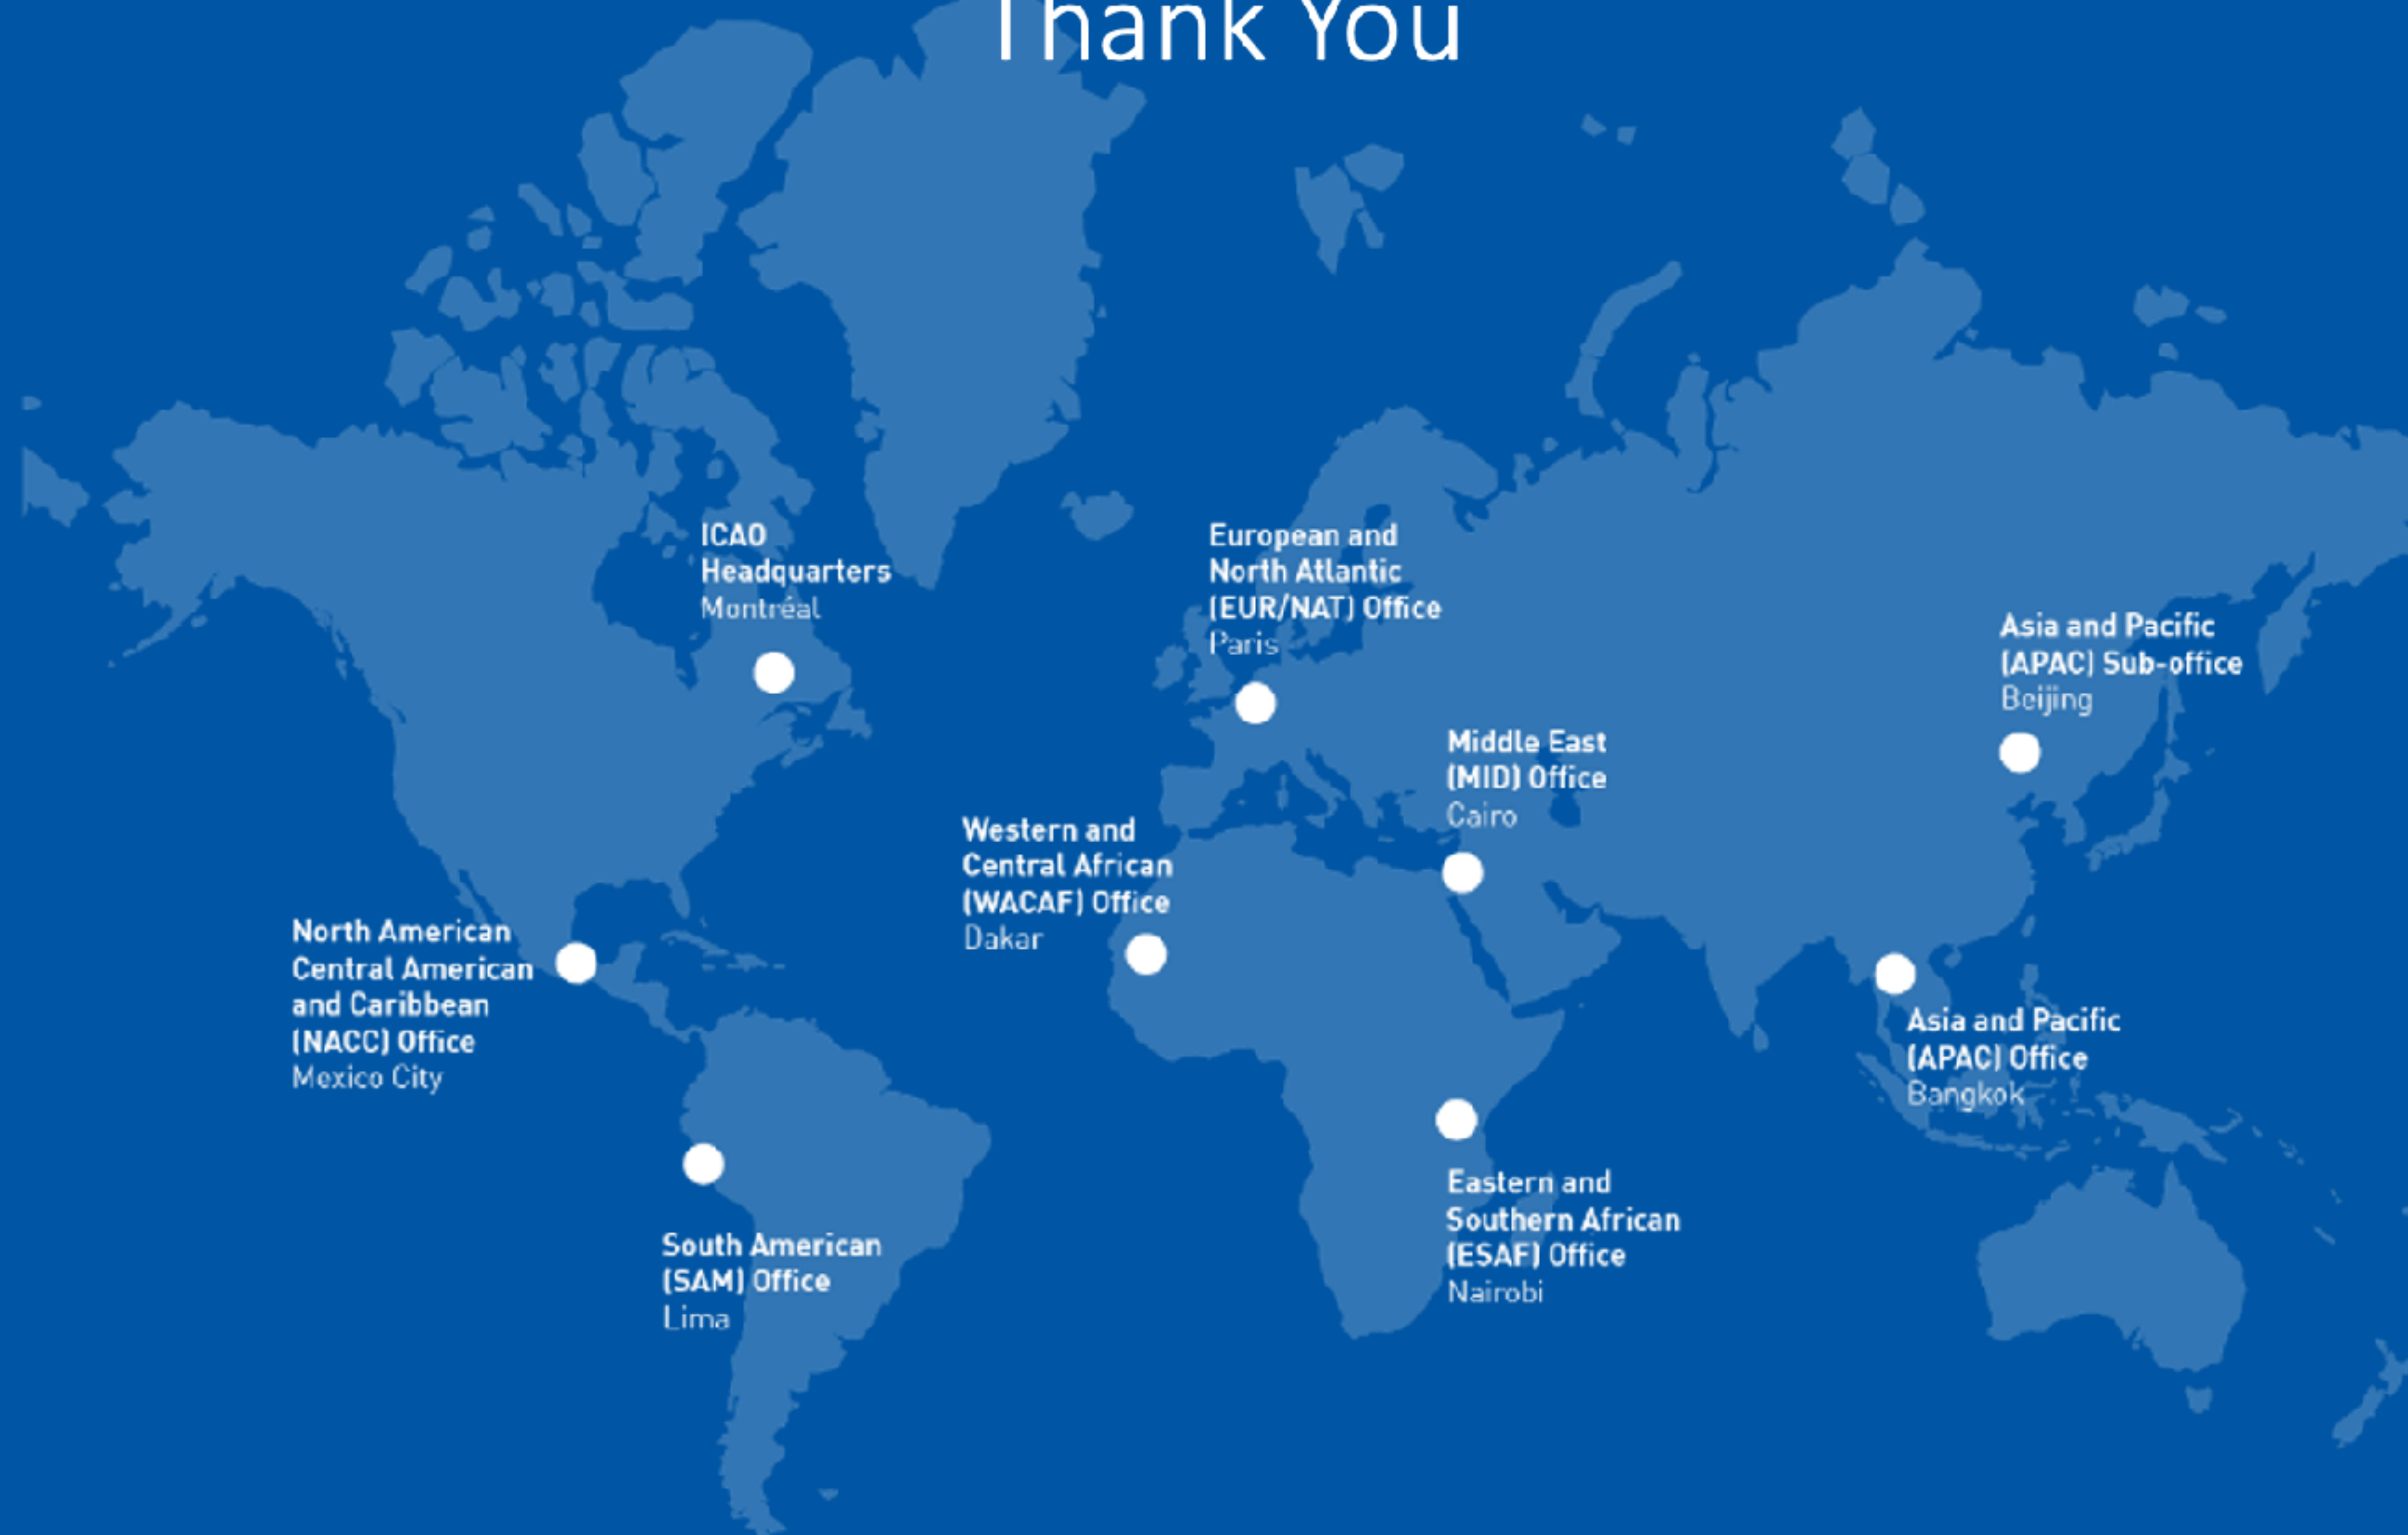 Thank You
ICAO
Headquarters
Montréal
European and
North Atlantic
(EUR/NAT) Office
Paris
Asia and Pacific
(APAC) Sub-office
Beijing
Middle East
(MID) Office
Cairo
Western and
Central African
(WACAF) Office
Dakar
North American
Central American
and Caribbean
(NACC) Office
Mexico City
Asia and Pacific
(APAC) Office
Bangkok
South American
(SAM) Office
Lima
Eastern and
Southern African
(ESAF) Office
Nairobi